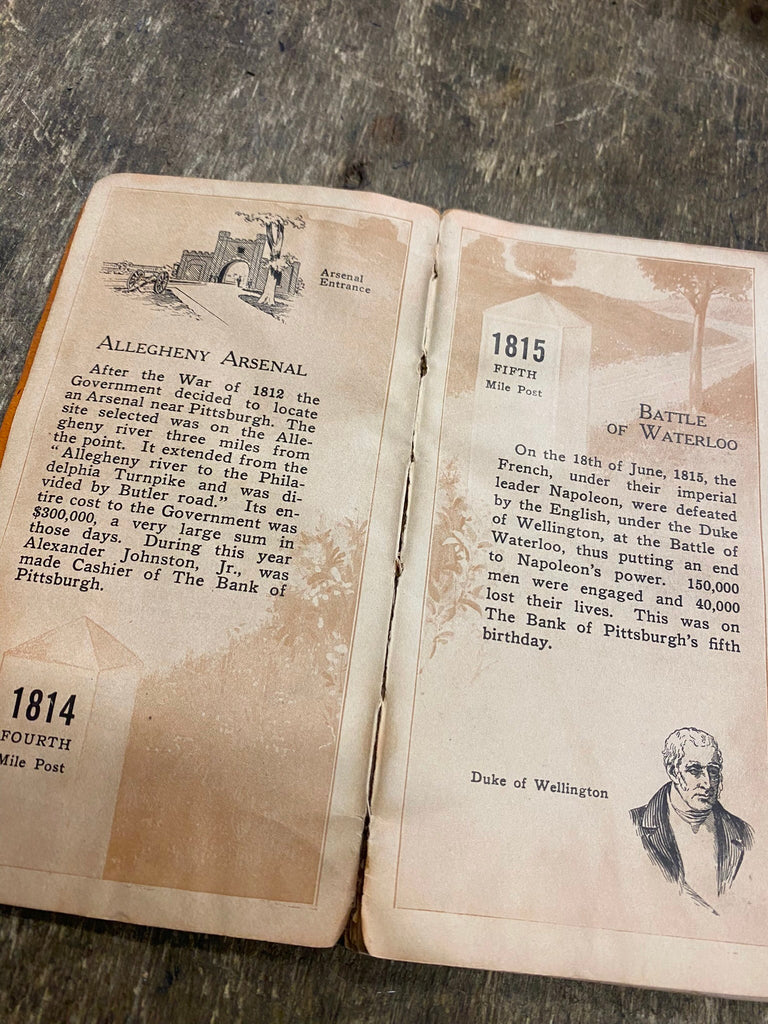 Arsenal
Entrance
ALLEGHENY ARSENAL
After the War of 1812 the
Government decided to locate
an Arsenal near Pittsburgh. The
site selected was on the Alle-
gheny river three miles from
the point. It extended from the
"Allegheny river to the Phila-
delphia Turnpike and was di-
vided by Butler road." Its en-
tire cost to the Government was
$300,000, a very large sum in
those days. During this year
Alexander Johnston, Jr., was
made Cashier of The Bank of
Pittsburgh.
1814
FOURTH
Mile Post
1815
FIFTH
Mile Post
BATTLE
OF WATERLOO
On the 18th of June, 1815, the
French, under their imperial
leader Napoleon, were defeated
by the English, under the Duke
of Wellington, at the Battle of
Waterloo, thus putting an end
to Napoleon's power. 150,000
men were engaged and 40,000
lost their lives. This was on
The Bank of Pittsburgh's fifth
birthday.
Duke of Wellington